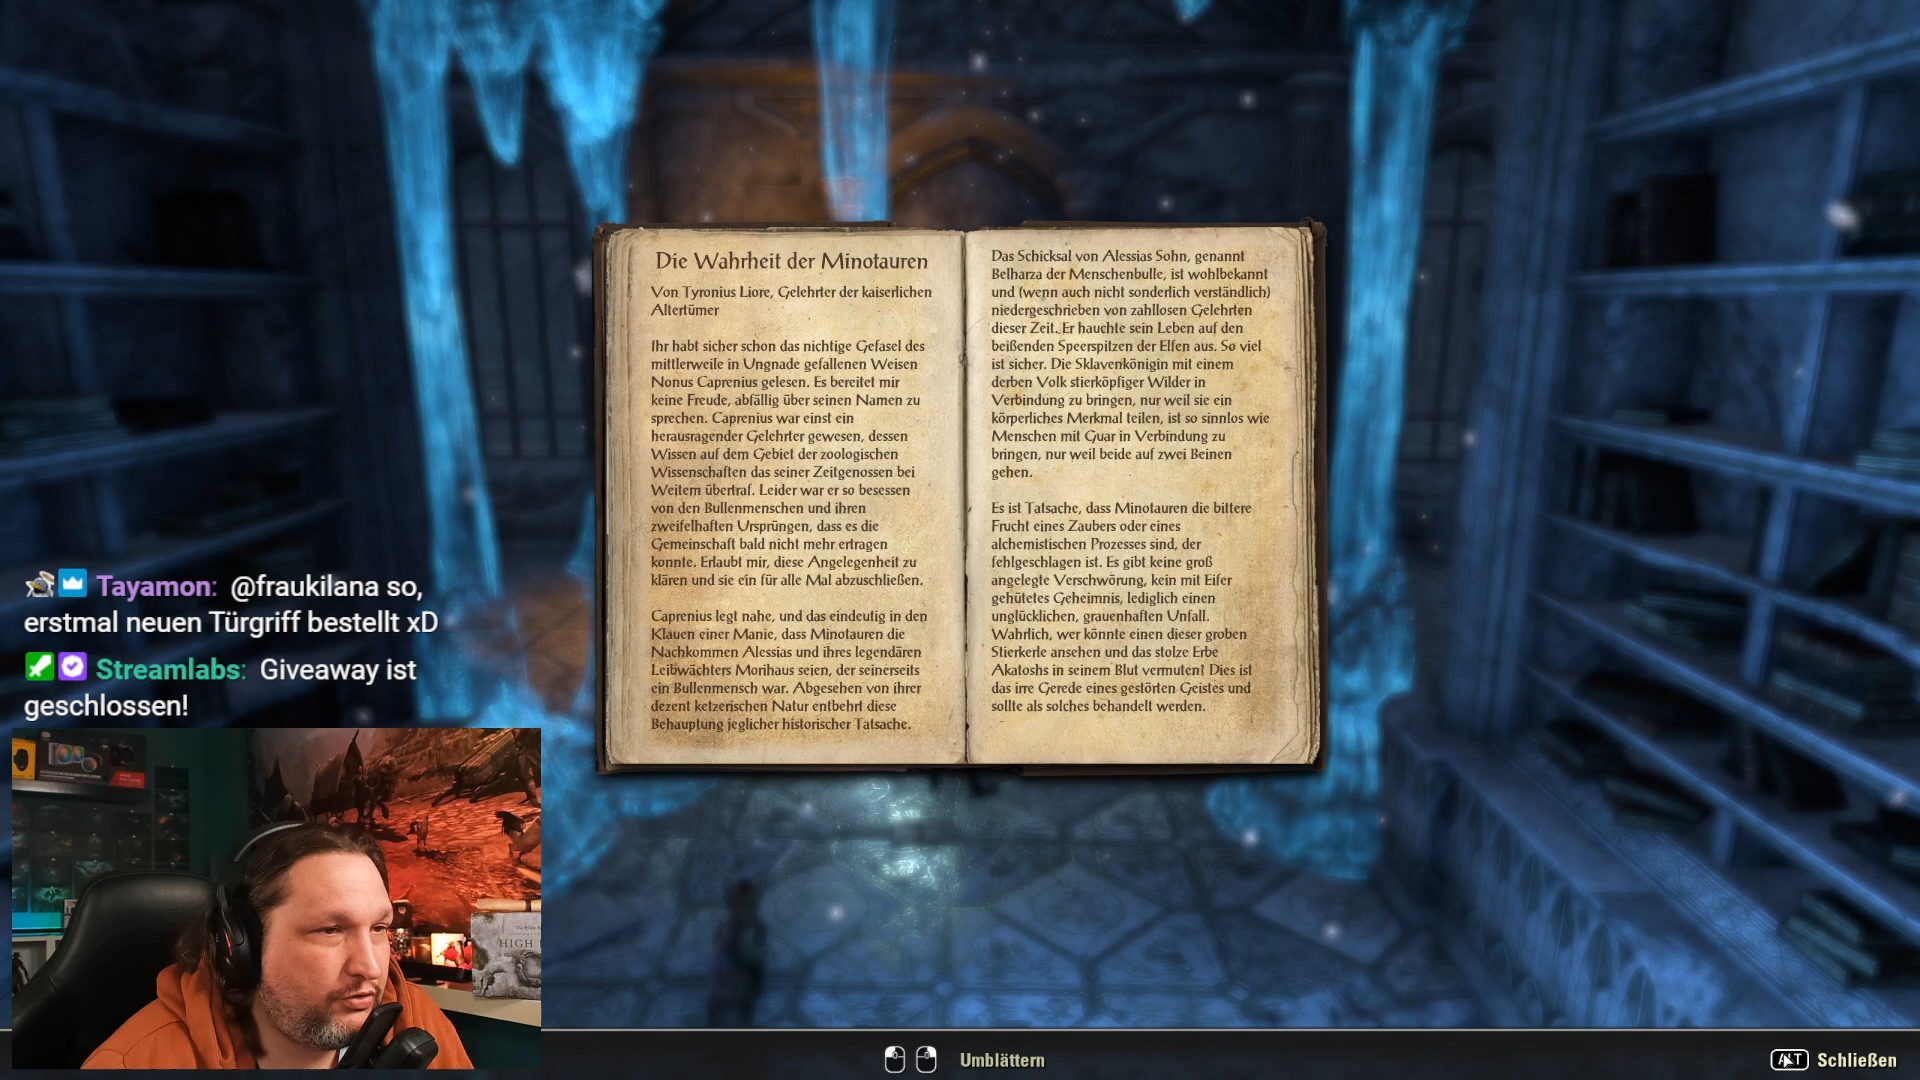 Die Wahrheit der Minotauren
Von Tyronius Liore, Gelehrter der kaiserlichen
Altertümer
Ihr habt sicher schon das nichtige Gefasel des
mittlerweile in Ungnade gefallenen Weisen
Nonus Caprenius gelesen. Es bereitet mir
keine Freude, abfällig über seinen Namen zu
sprechen. Caprenius war einst ein
herausragender Gelehrter gewesen, dessen
Wissen auf dem Gebiet der zoologischen
Wissenschaften das seiner Zeitgenossen bei
Weitem übertraf. Leider war er so besessen
von den Bullenmenschen und ihren
zweifelhaften Ursprüngen, dass es die
Gemeinschaft bald nicht mehr ertragen
konnte. Erlaubt mir, diese Angelegenheit zu
klären und sie ein für alle Mal abzuschließen.
Caprenius legt nahe, und das eindeutig in den
Klauen einer Manie, dass Minotauren die
Nachkommen Alessias und ihres legendären
Leibwächters Morihaus seien, der seinerseits
ein Bullenmensch war. Abgesehen von ihrer
dezent ketzerischen Natur entbehrt diese
Behauptung jeglicher historischer Tatsache.
Das Schicksal von Alessias Sohn, genannt
Belharza der Menschenbulle, ist wohlbekannt
und (wenn auch nicht sonderlich verständlich)
niedergeschrieben von zahllosen Gelehrten
dieser Zeit. Er hauchte sein Leben auf den
beißenden Speerspitzen der Elfen aus. So viel
ist sicher. Die Sklavenkönigin mit einem
derben Volk stierköpfiger Wilder in
Verbindung zu bringen, nur weil sie ein
körperliches Merkmal teilen, ist so sinnlos wie
Menschen mit Guar in Verbindung zu
bringen, nur weil beide auf zwei Beinen
gehen.
Es ist Tatsache, dass Minotauren die bittere
Frucht eines Zaubers oder eines
alchemistischen Prozesses sind, der
fehlgeschlagen ist. Es gibt keine groß
angelegte Verschwörung, kein mit Eifer
gehütetes Geheimnis, lediglich einen
unglücklichen, grauenhaften Unfall.
Wahrlich, wer könnte einen dieser groben
Stierkerle ansehen und das stolze Erbe
Akatoshs in seinem Blut vermuten? Dies ist
das irre Gerede eines gestörten Geistes und
sollte als solches behandelt werden.
Tayamon: @fraukilana so,
erstmal neuen Türgriff bestellt xD
Streamlabs: Giveaway ist
geschlossen!
HIGH
Umblättern
ALT Schließen